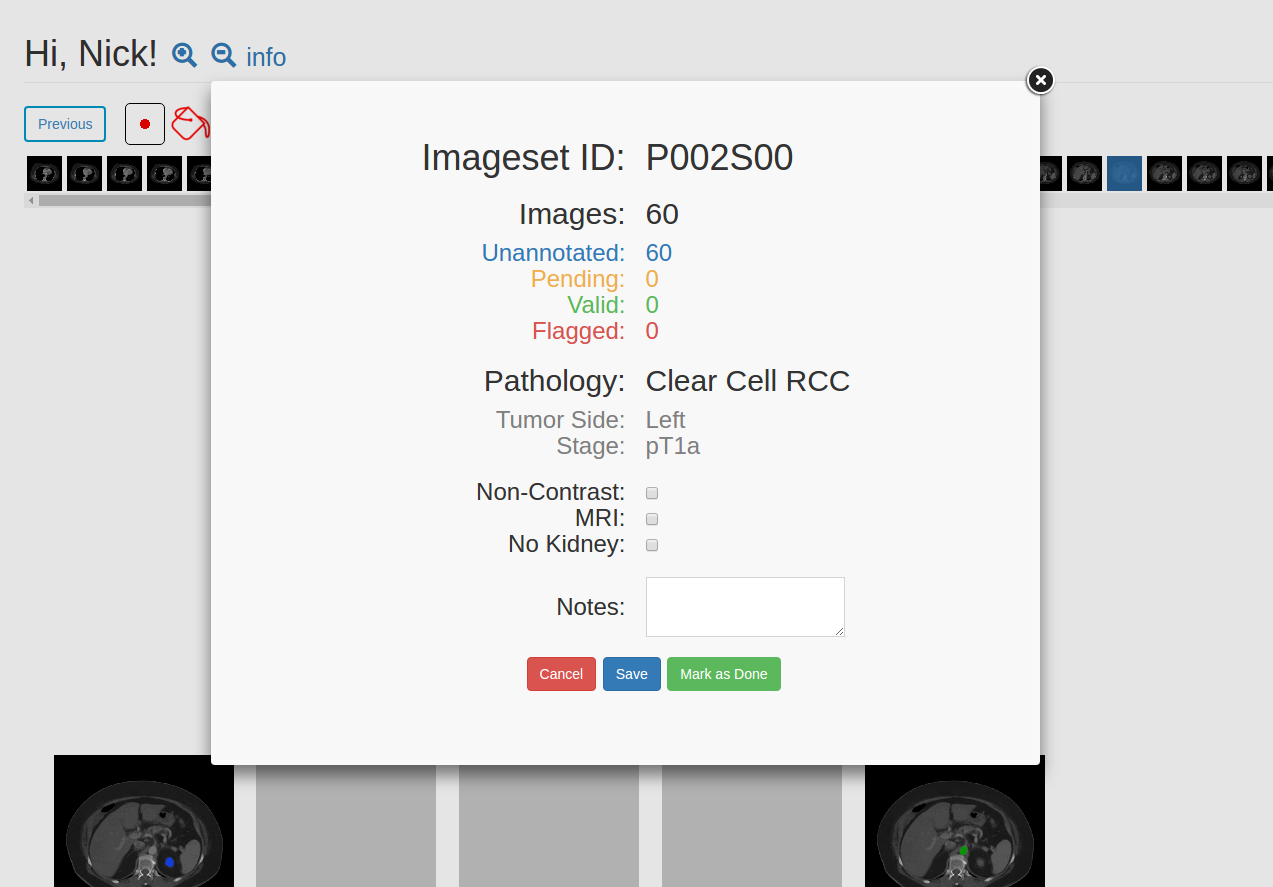 Hi, Nick! info
Previous
Imageset ID: P002S00
Images: 60
Unannotated: 60
Pending: 0
Valid: 0
Flagged: 0
Pathology: Clear Cell RCC
Tumor Side: Left
Stage: pT1a
Non-Contrast:
MRI:
No Kidney:
Notes:
Cancel Save Mark as Done